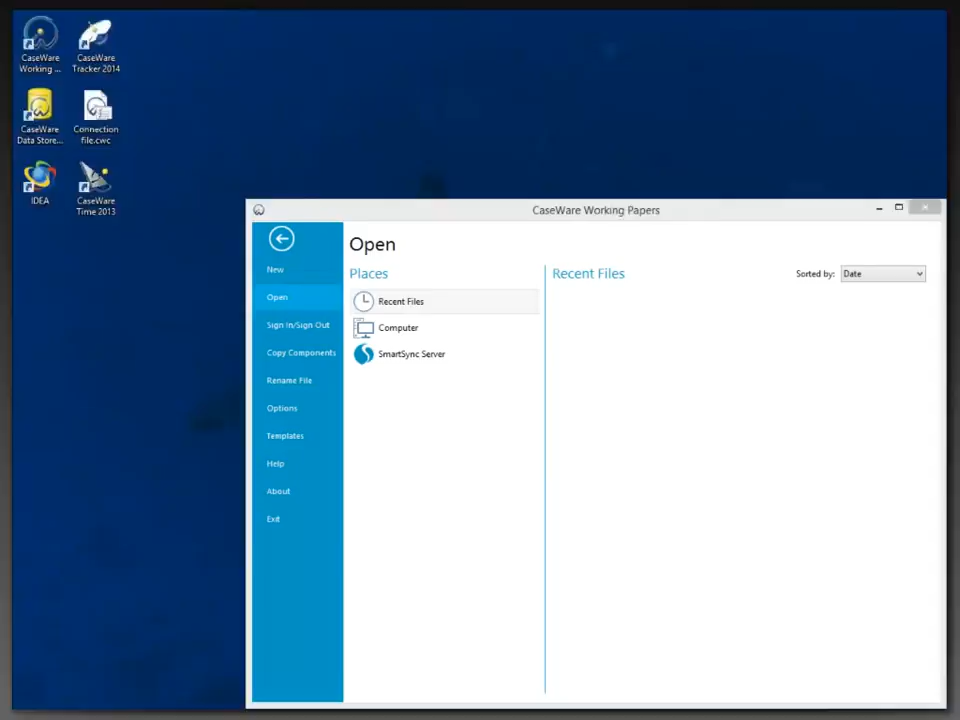 CaseWare
Working ...
CaseWare
Tracker 2014
CaseWare
Data Store...
Connection
file.cwc
IDEA
CaseWare
Time 2013
CaseWare Working Papers
New
Open
Sign In/Sign Out
Copy Components
Rename File
Options
Templates
Help
About
Exit
Open
Places
Recent Files
Computer
SmartSync Server
Recent Files
Sorted by:
Date